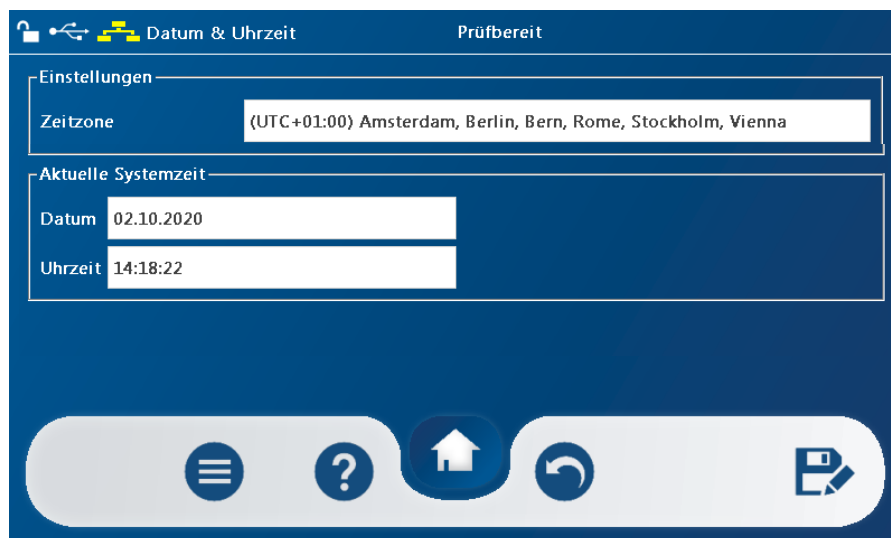 Datum & Uhrzeit Prüfbereit
Einstellungen
Zeitzone (UTC+01:00) Amsterdam, Berlin, Bern, Rome, Stockholm, Vienna
Aktuelle Systemzeit
Datum 02.10.2020
Uhrzeit 14:18:22
?